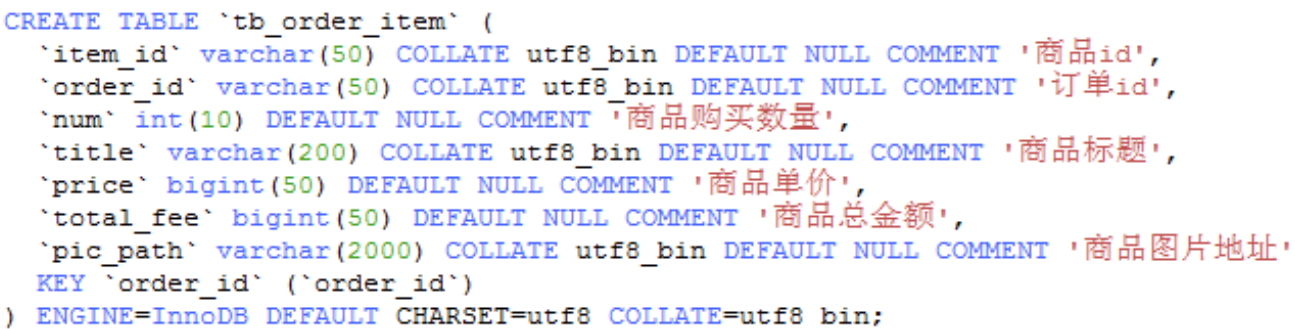 CREATE TABLE `tb_order_item` (
  `item_id` varchar(50) COLLATE utf8_bin DEFAULT NULL COMMENT '商品id',
  `order_id` varchar(50) COLLATE utf8_bin DEFAULT NULL COMMENT '订单id',
  `num` int(10) DEFAULT NULL COMMENT '商品购买数量',
  `title` varchar(200) COLLATE utf8_bin DEFAULT NULL COMMENT '商品标题',
  `price` bigint(50) DEFAULT NULL COMMENT '商品单价',
  `total_fee` bigint(50) DEFAULT NULL COMMENT '商品总金额',
  `pic_path` varchar(2000) COLLATE utf8_bin DEFAULT NULL COMMENT '商品图片地址'
  KEY `order_id` (`order_id`)
) ENGINE=InnoDB DEFAULT CHARSET=utf8 COLLATE=utf8_bin;